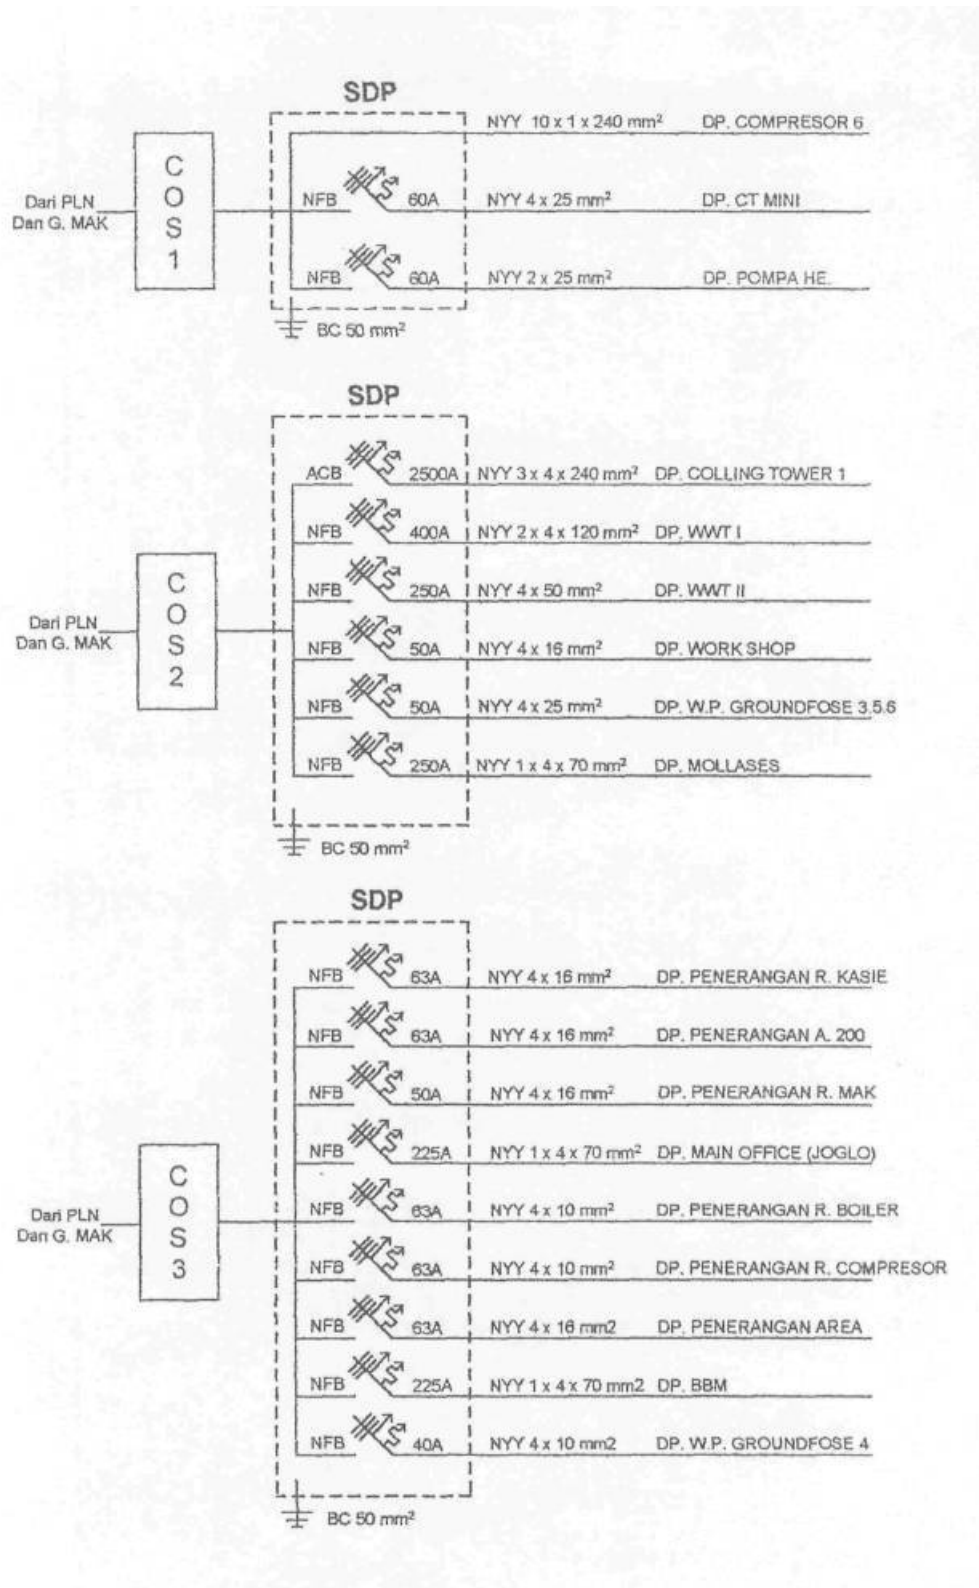 SDP
NYY 10 x 1 x 240 mm² DP. COMPRESOR 6
COS1
Dari PLN
Dan G. MAK
NFB 60A NYY 4 x 25 mm² DP. CT MINI
NFB 60A NYY 2 x 25 mm² DP. POMPA HE.
BC 50 mm²
SDP
ACB 2500A NYY 3 x 4 x 240 mm² DP. COLLING TOWER 1
NFB 400A NYY 2 x 4 x 120 mm² DP. WWT I
NFB 250A NYY 4 x 50 mm² DP. WWT II
COS2
Dari PLN
Dan G. MAK
NFB 50A NYY 4 x 16 mm² DP. WORK SHOP
NFB 50A NYY 4 x 25 mm² DP. W.P. GROUNDFOSE 3.5.6
NFB 250A NYY 1 x 4 x 70 mm² DP. MOLLASES
BC 50 mm²
SDP
NFB 63A NYY 4 x 16 mm² DP. PENERANGAN R. KASIE
NFB 63A NYY 4 x 16 mm² DP. PENERANGAN A. 200
NFB 50A NYY 4 x 16 mm² DP. PENERANGAN R. MAK
NFB 225A NYY 1 x 4 x 70 mm² DP. MAIN OFFICE (JOGLO)
COS3
Dari PLN
Dan G. MAK
NFB 63A NYY 4 x 10 mm² DP. PENERANGAN R. BOILER
NFB 63A NYY 4 x 10 mm² DP. PENERANGAN R. COMPRESOR
NFB 63A NYY 4 x 16 mm2 DP. PENERANGAN AREA
NFB 225A NYY 1 x 4 x 70 mm2 DP. BBM
NFB 40A NYY 4 x 10 mm2 DP. W.P. GROUNDFOSE 4
BC 50 mm²